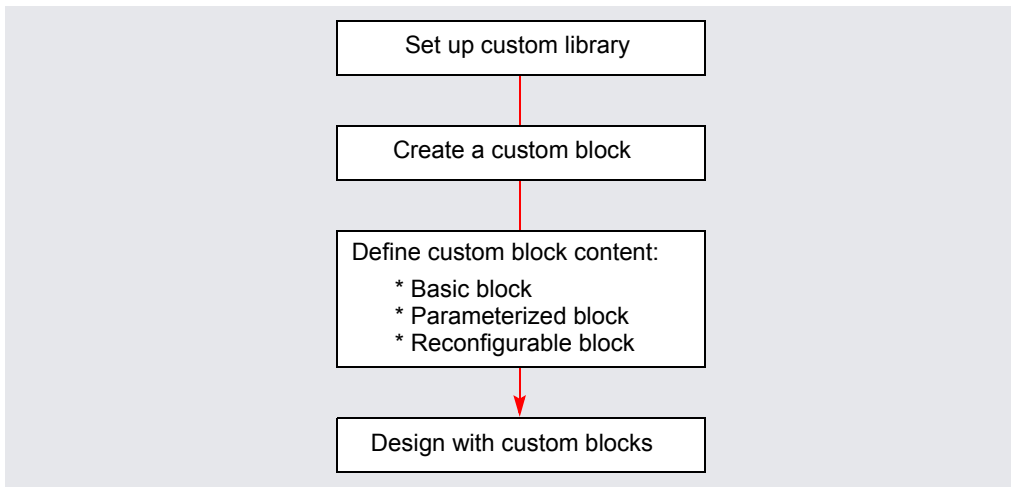 Set up custom library
Create a custom block
Define custom block content:
* Basic block
* Parameterized block
* Reconfigurable block
Design with custom blocks